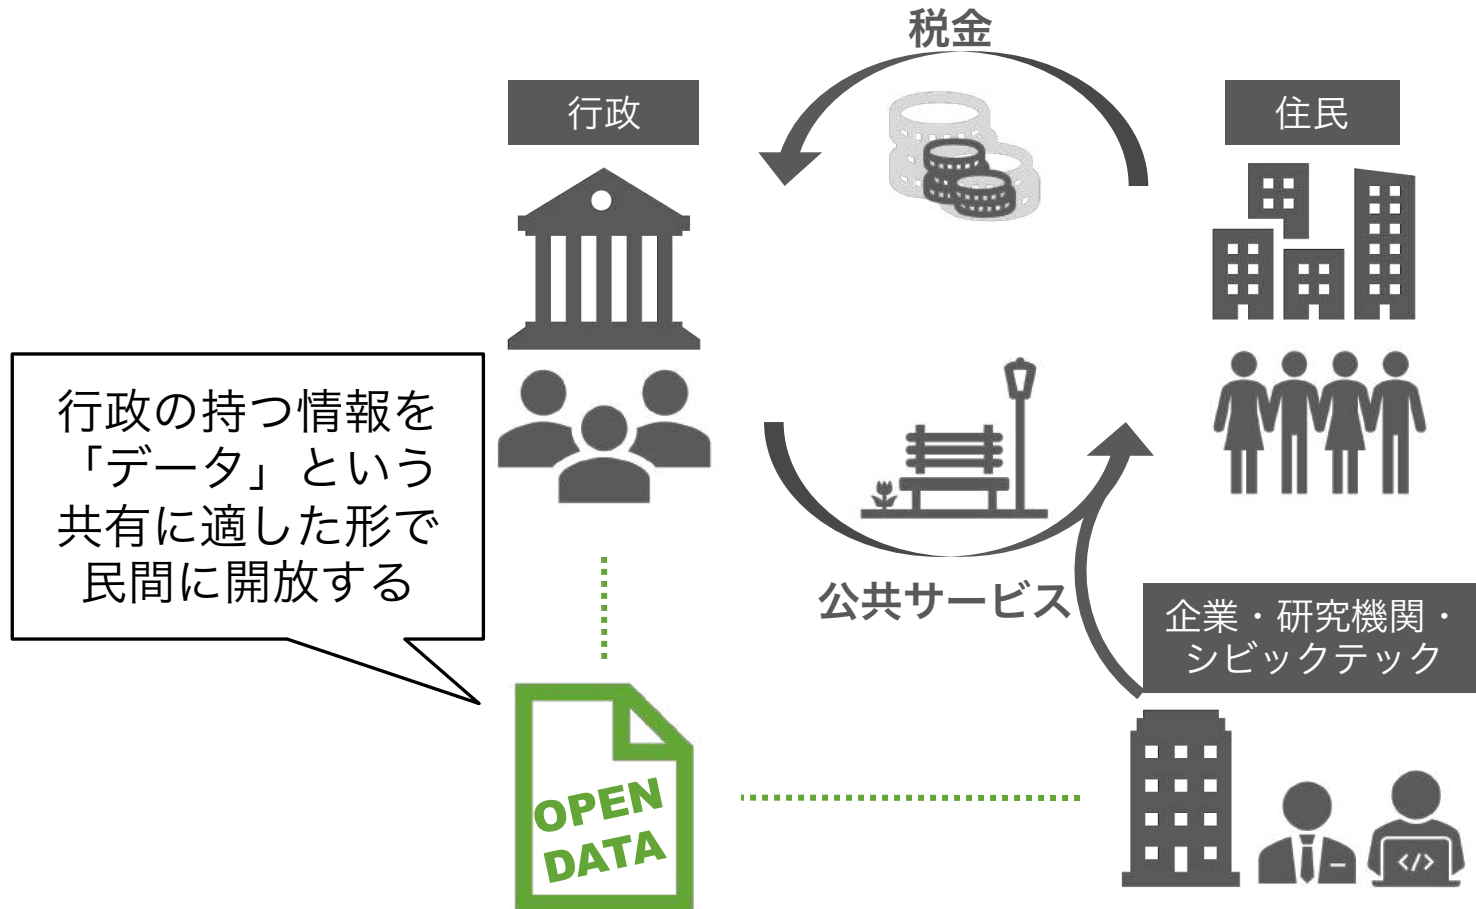 税金
行政
住民
行政の持つ情報を
「データ」という
共有に適した形で
民間に開放する
公共サービス
企業・研究機関・
シビックテック
OPEN
DATA
</>